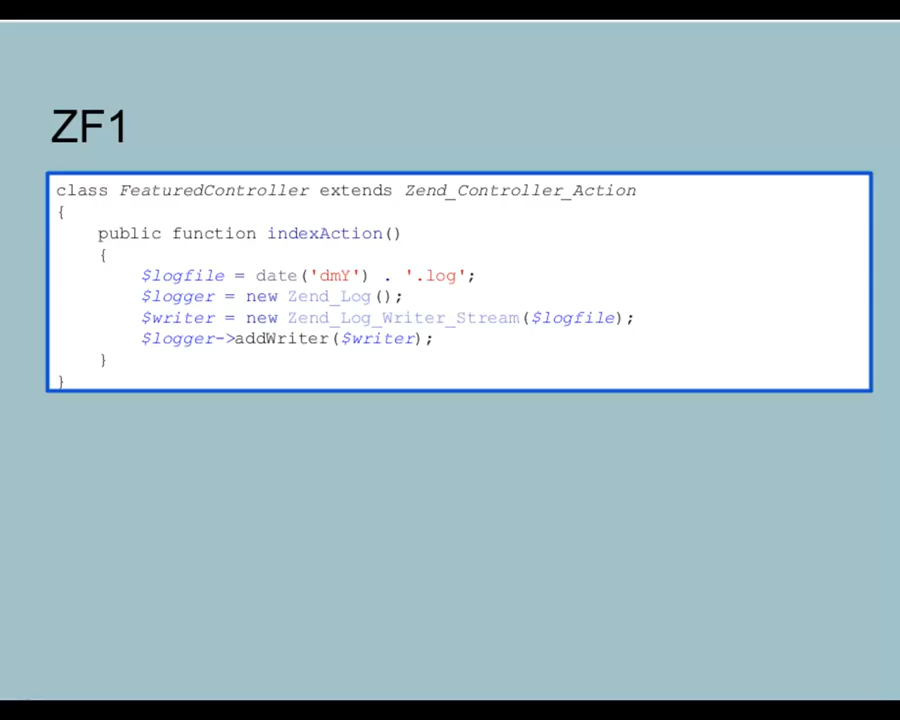 ZF1
class FeaturedController extends Zend_Controller_Action
{
    public function indexAction()
    {
        $logfile = date('dmY') . '.log';
        $logger = new Zend_Log();
        $writer = new Zend_Log_Writer_Stream($logfile);
        $logger->addWriter($writer);
    }
}